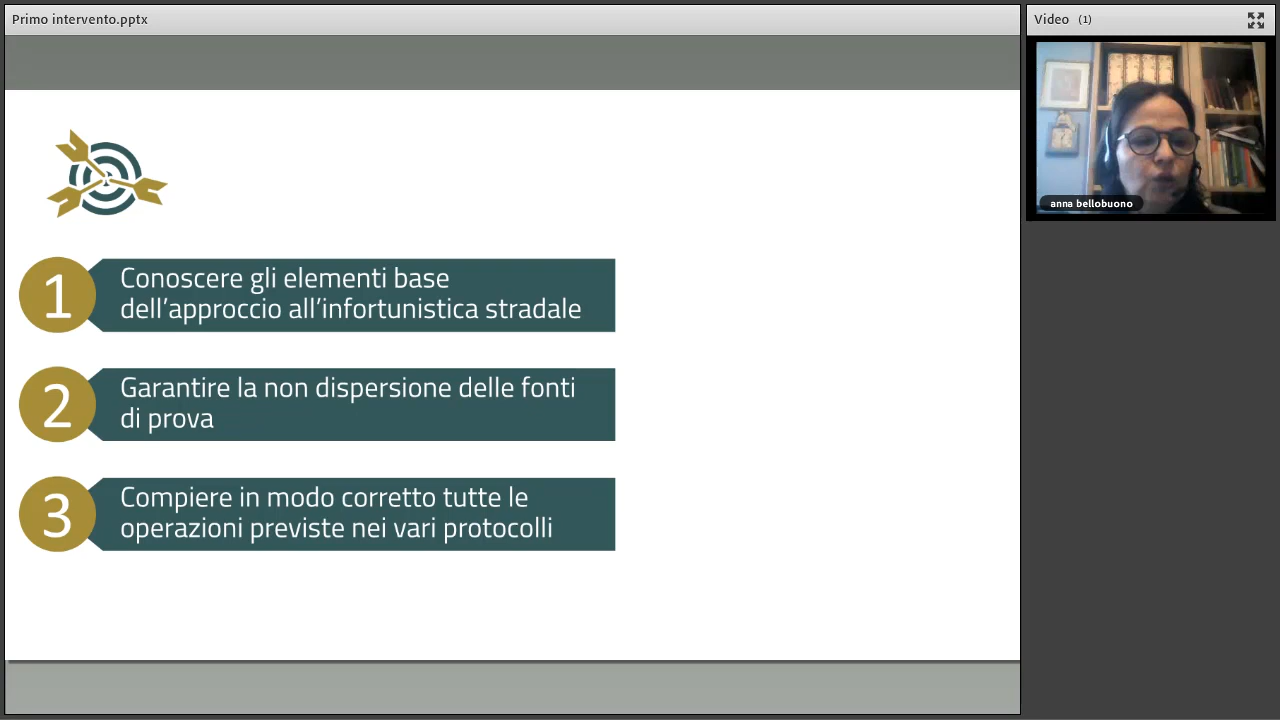 Primo intervento.pptx
Video (1)
anna bellobuono
1
Conoscere gli elementi base
dell’approccio all’infortunistica stradale
2
Garantire la non dispersione delle fonti
di prova
3
Compiere in modo corretto tutte le
operazioni previste nei vari protocolli